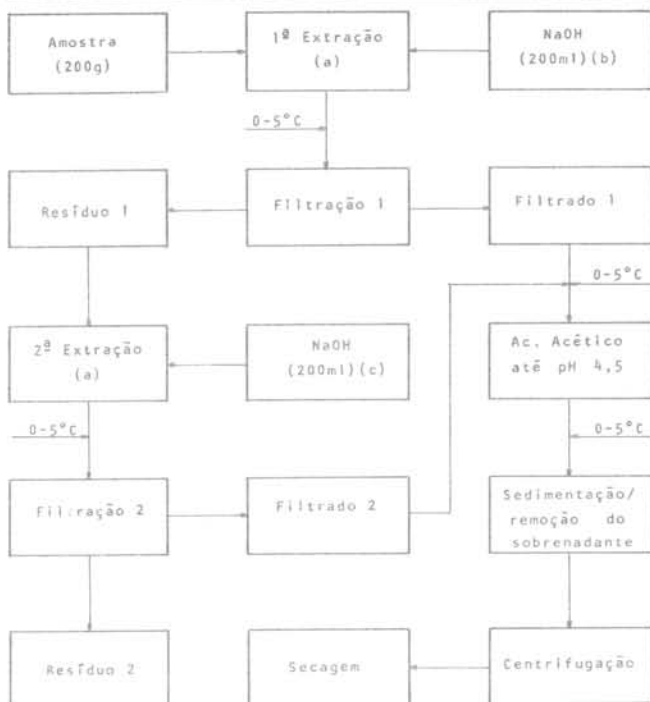 Amostra
(200g)
1ª Extração
(a)
NaOH
(200ml)(b)
0-5°C
Resíduo 1
Filtração 1
Filtrado 1
0-5°C
2ª Extração
(a)
NaOH
(200ml)(c)
Ac. Acético
até pH 4,5
0-5°C
0-5°C
Filtração 2
Filtrado 2
Sedimentação/
remoção do
sobrenadante
Resíduo 2
Secagem
Centrifugação